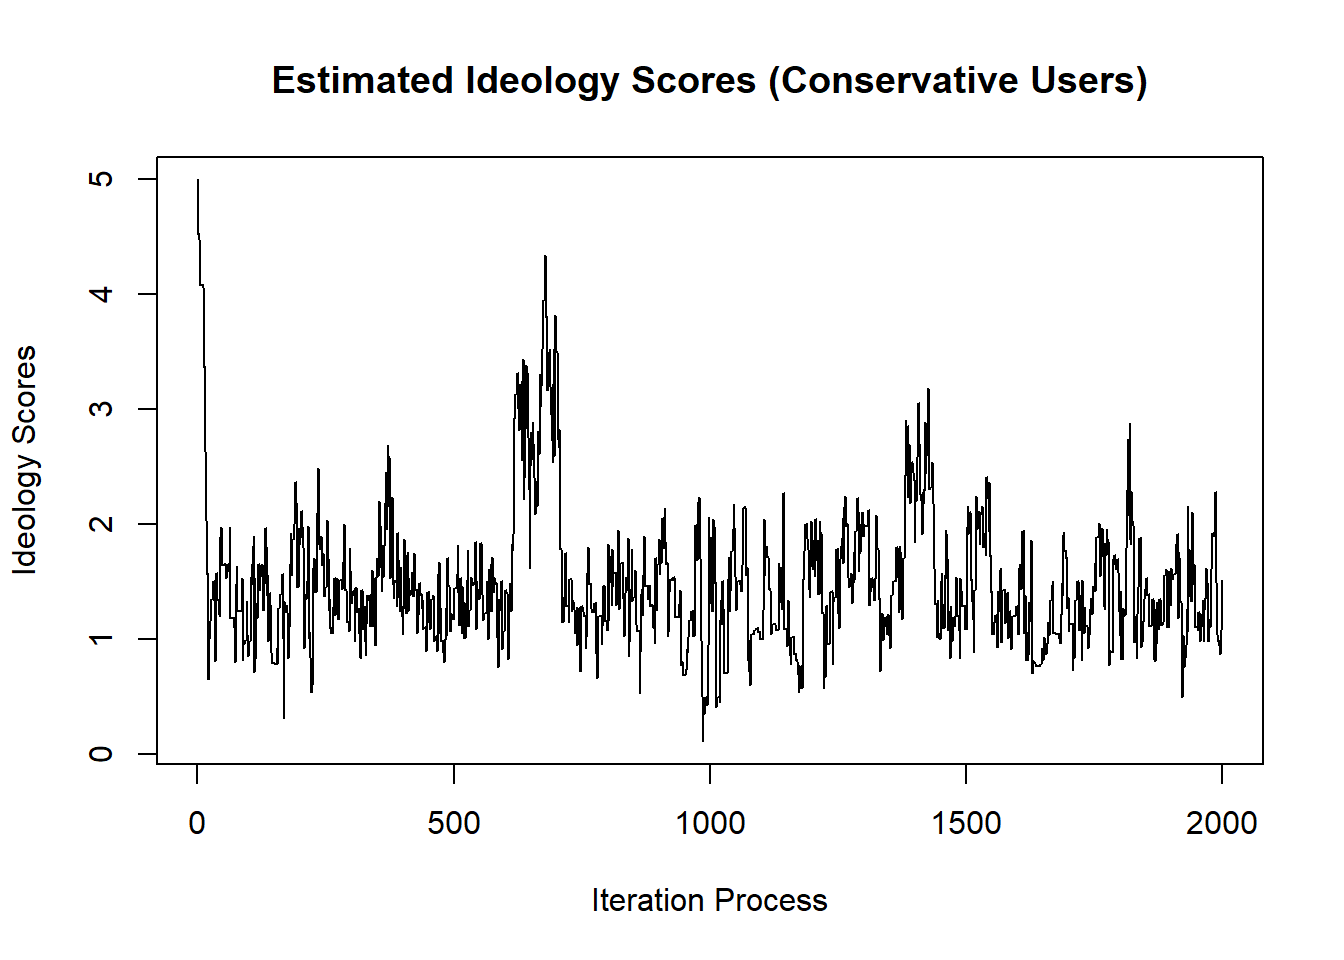 Estimated Ideology Scores (Conservative Users)
Ideology Scores
5
4
3
2
1
0
0 500 1000 1500 2000
Iteration Process